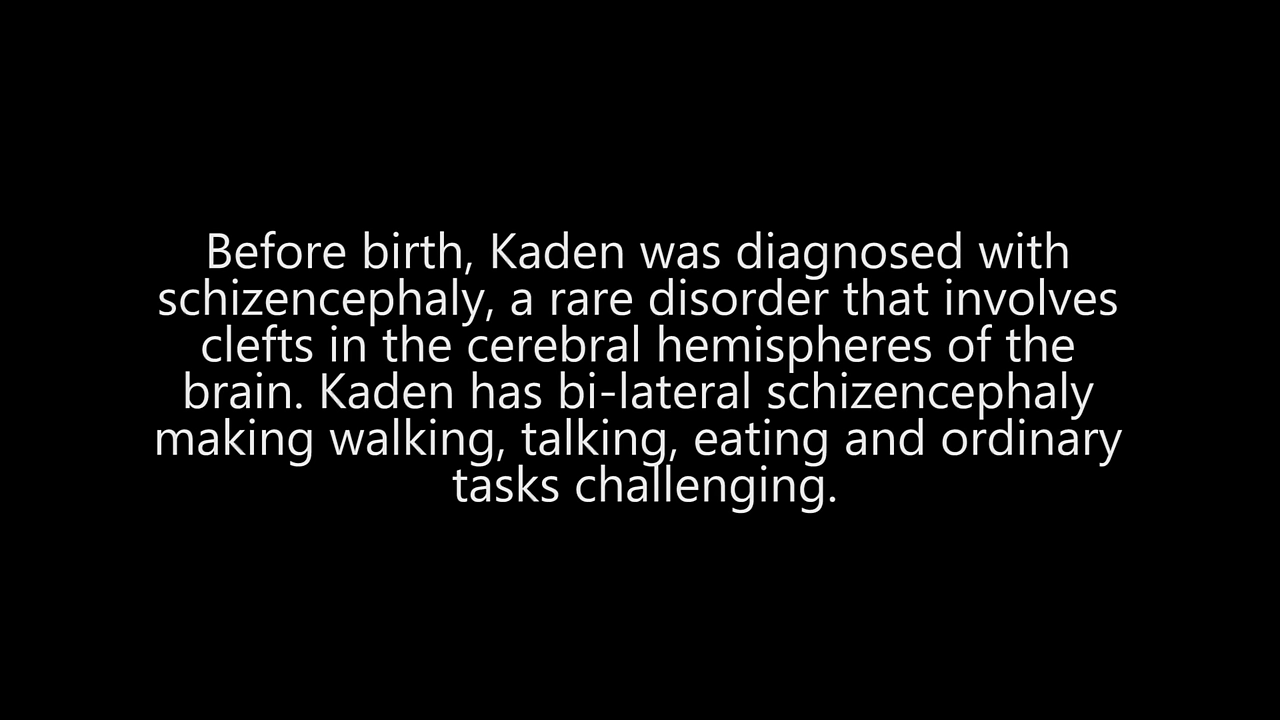 Before birth, Kaden was diagnosed with
schizencephaly, a rare disorder that involves
clefts in the cerebral hemispheres of the
brain. Kaden has bi-lateral schizencephaly
making walking, talking, eating and ordinary
tasks challenging.